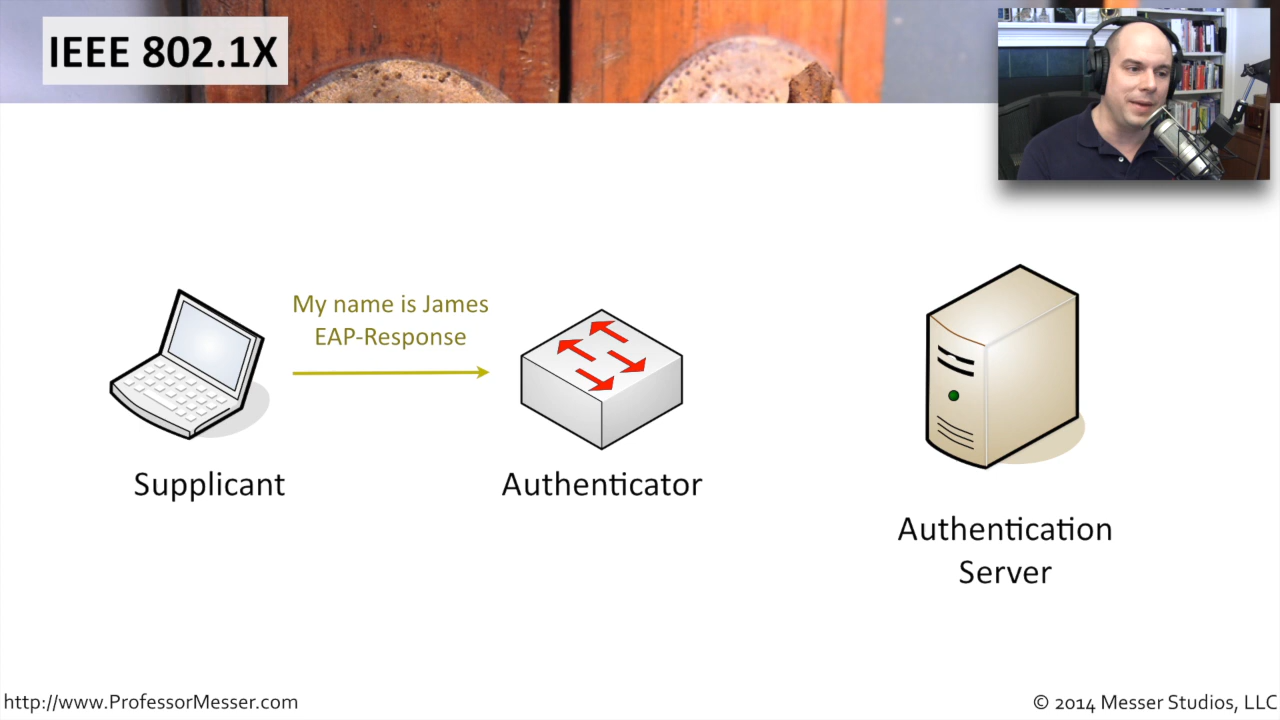 IEEE 802.1X
My name is James
EAP-Response
Supplicant
Authenticator
Authentication
Server
http://www.ProfessorMesser.com
© 2014 Messer Studios, LLC